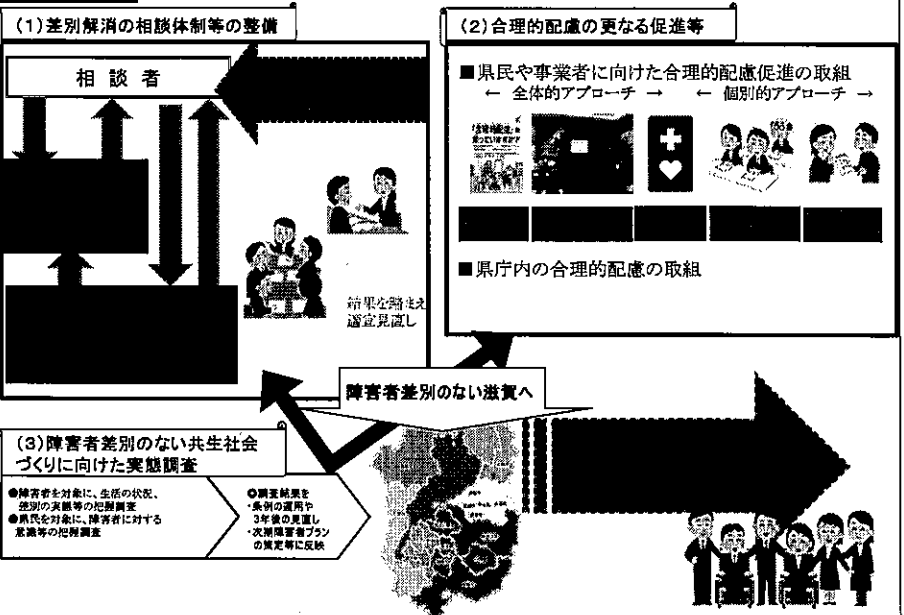 (1)差別解消の相談体制等の整備
相談者
結果を踏まえ
適宜見直し
(2)合理的配慮の更なる促進等
■県民や事業者に向けた合理的配慮促進の取組
← 全体的アプローチ → ← 個別的アプローチ →
■県庁内の合理的配慮の取組
障害者差別のない滋賀へ
(3)障害者差別のない共生社会
づくりに向けた実態調査
●障害者を対象に、生活の状況、
差別の実態等の把握調査
●県民を対象に、障害者に対する
意識等の把握調査
◎調査結果を
・条例の運用や
3年後の見直し
・次期障害者プラン
の策定等に反映